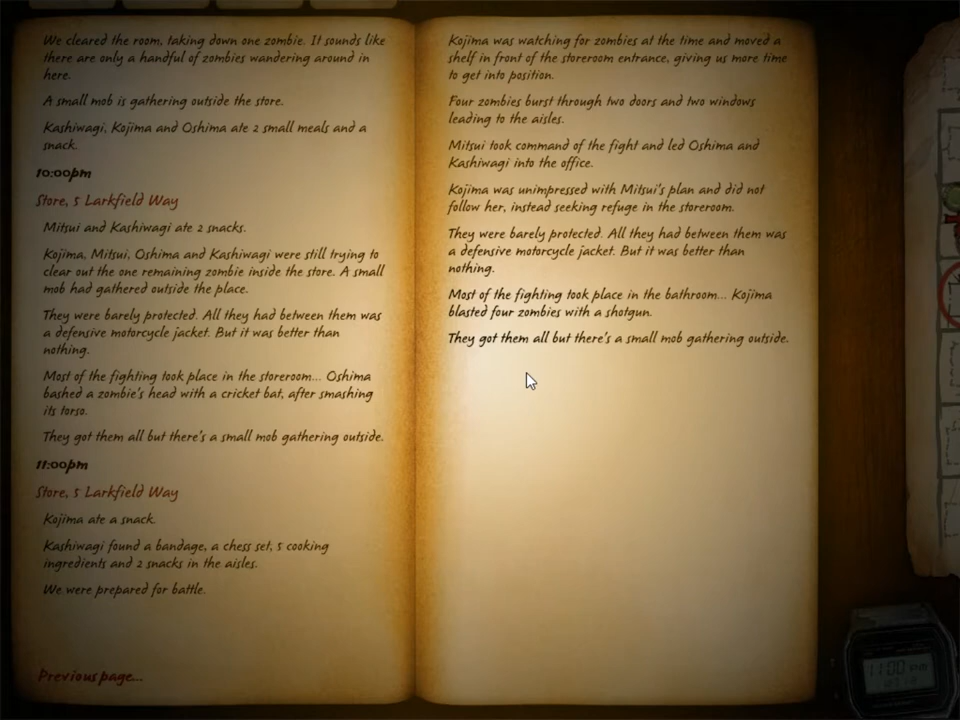 We cleared the room, taking down one zombie. It sounds like
there are only a handful of zombies wandering around in
here.
A small mob is gathering outside the store.
Kashiwagi, Kojima and Oshima ate 2 small meals and a
snack.
10:00pm
Store, 5 Larkfield Way
Mitsui and Kashiwagi ate 2 snacks.
Kojima, Mitsui, Oshima and Kashiwagi were still trying to
clear out the one remaining zombie inside the store. A small
mob had gathered outside the place.
They were barely protected. All they had between them was
a defensive motorcycle jacket. But it was better than
nothing.
Most of the fighting took place in the storeroom... Oshima
bashed a zombie's head with a cricket bat, after smashing
its torso.
They got them all but there's a small mob gathering outside.
11:00pm
Store, 5 Larkfield Way
Kojima ate a snack.
Kashiwagi found a bandage, a chess set, 5 cooking
ingredients and 2 snacks in the aisles.
We were prepared for battle.
Previous page...
Kojima was watching for zombies at the time and moved a
shelf in front of the storeroom entrance, giving us more time
to get into position.
Four zombies burst through two doors and two windows
leading to the aisles.
Mitsui took command of the fight and led Oshima and
Kashiwagi into the office.
Kojima was unimpressed with Mitsui's plan and did not
follow her, instead seeking refuge in the storeroom.
They were barely protected. All they had between them was
a defensive motorcycle jacket. But it was better than
nothing.
Most of the fighting took place in the bathroom... Kojima
blasted four zombies with a shotgun.
They got them all but there's a small mob gathering outside.
11:00 PM